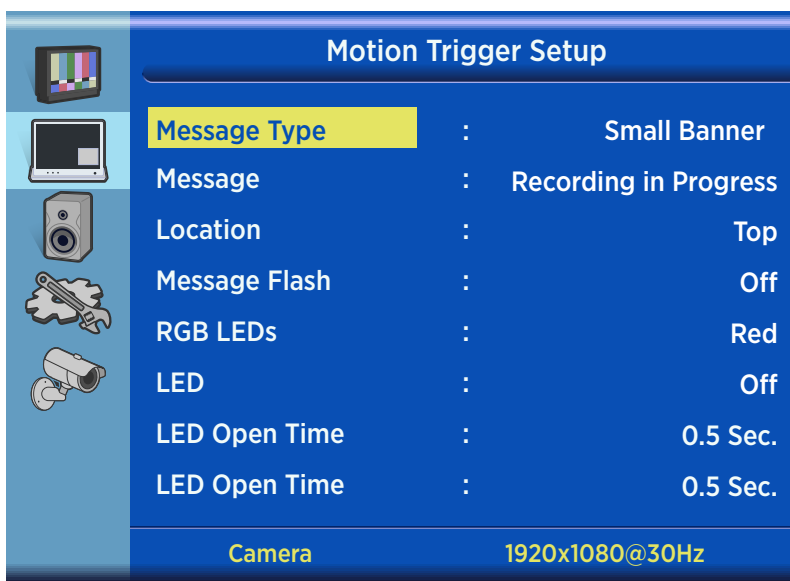 Motion Trigger Setup
Message Type : Small Banner
Message : Recording in Progress
Location : Top
Message Flash : Off
RGB LEDs : Red
LED : Off
LED Open Time : 0.5 Sec.
LED Open Time : 0.5 Sec.
Camera 1920x1080@30Hz